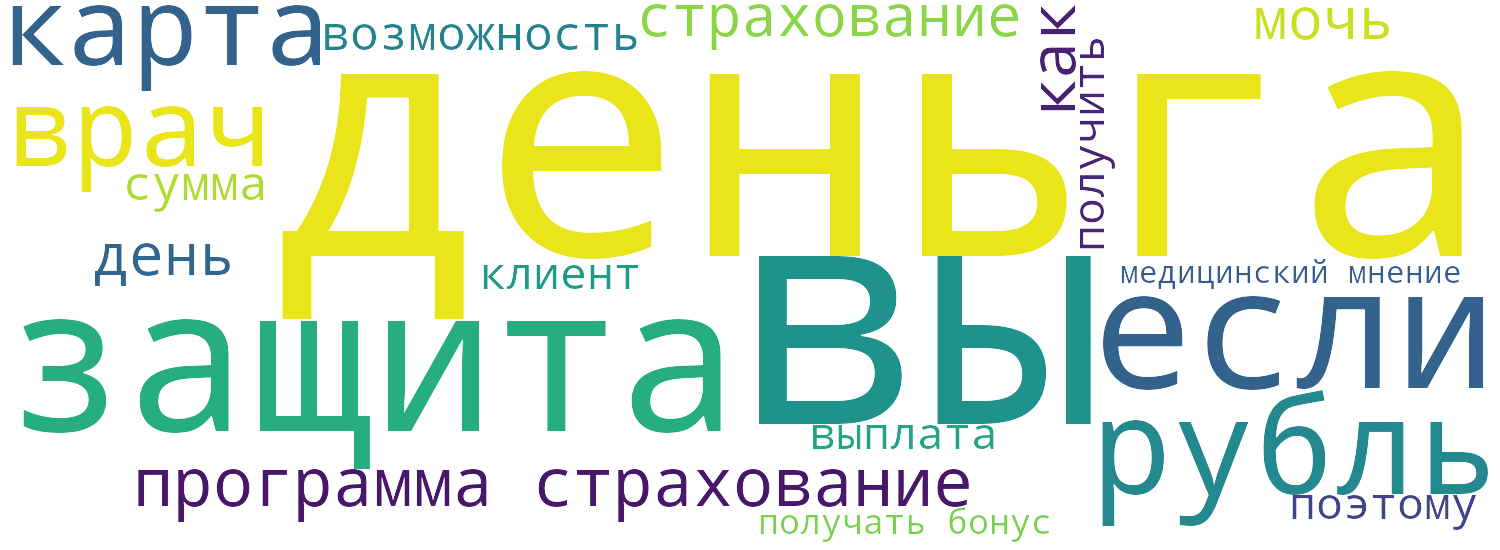 карта
возможность
страхование
как
мочь
получить
деньга
врач
сумма
день
клиент
вы
медицинский мнение
защита
если
рубль
выплата
программа страхование
поэтому
получать бонус